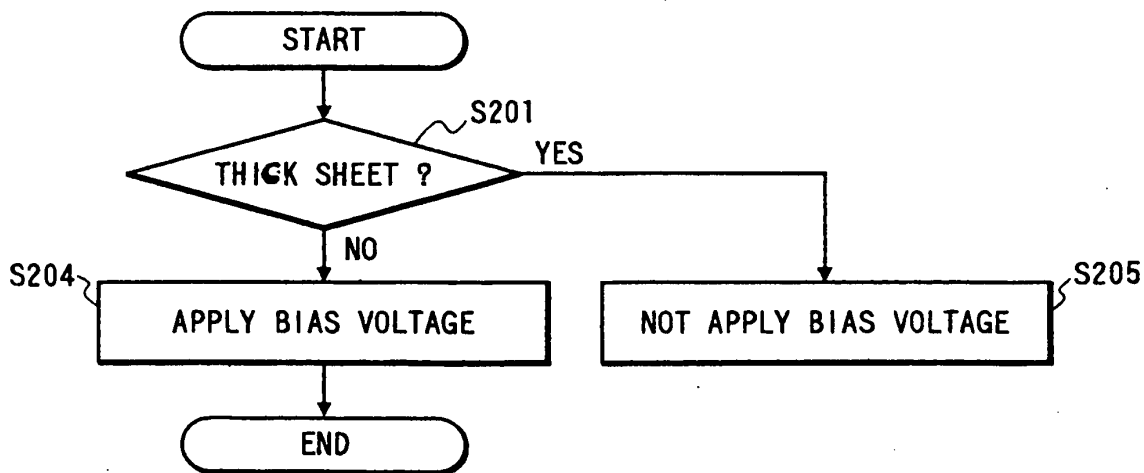 START
S201
THICK SHEET ?
YES
NO
S204
APPLY BIAS VOLTAGE
NOT APPLY BIAS VOLTAGE
S205
END